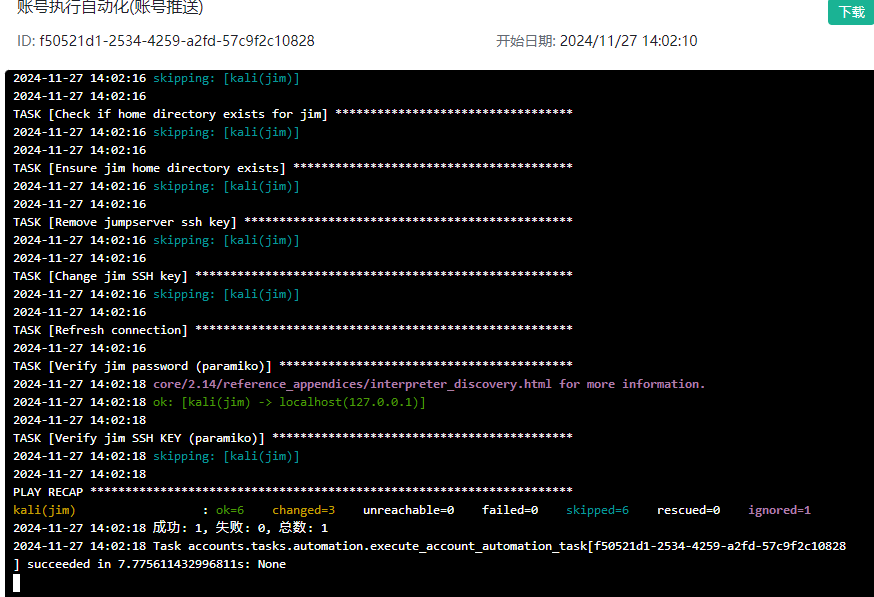 账号执行自动化(账号推送)
下载
ID: f50521d1-2534-4259-a2fd-57c9f2c10828 开始日期: 2024/11/27 14:02:10
2024-11-27 14:02:16 skipping: [kali(jim)]
2024-11-27 14:02:16
TASK [Check if home directory exists for jim] **********************************
2024-11-27 14:02:16 skipping: [kali(jim)]
2024-11-27 14:02:16
TASK [Ensure jim home directory exists] ****************************************
2024-11-27 14:02:16 skipping: [kali(jim)]
2024-11-27 14:02:16
TASK [Remove jumpserver ssh key] ***********************************************
2024-11-27 14:02:16 skipping: [kali(jim)]
2024-11-27 14:02:16
TASK [Change jim SSH key] ******************************************************
2024-11-27 14:02:16 skipping: [kali(jim)]
2024-11-27 14:02:16
TASK [Refresh connection] ******************************************************
2024-11-27 14:02:16
TASK [Verify jim password (paramiko)] ******************************************
2024-11-27 14:02:18 core/2.14/reference_appendices/interpreter_discovery.html for more information.
2024-11-27 14:02:18 ok: [kali(jim) -> localhost(127.0.0.1)]
2024-11-27 14:02:18
TASK [Verify jim SSH KEY (paramiko)] *******************************************
2024-11-27 14:02:18 skipping: [kali(jim)]
2024-11-27 14:02:18
PLAY RECAP *********************************************************************
kali(jim) : ok=6 changed=3 unreachable=0 failed=0 skipped=6 rescued=0 ignored=1
2024-11-27 14:02:18 成功: 1, 失败: 0, 总数: 1
2024-11-27 14:02:18 Task accounts.tasks.automation.execute_account_automation_task[f50521d1-2534-4259-a2fd-57c9f2c10828
] succeeded in 7.775611432996811s: None